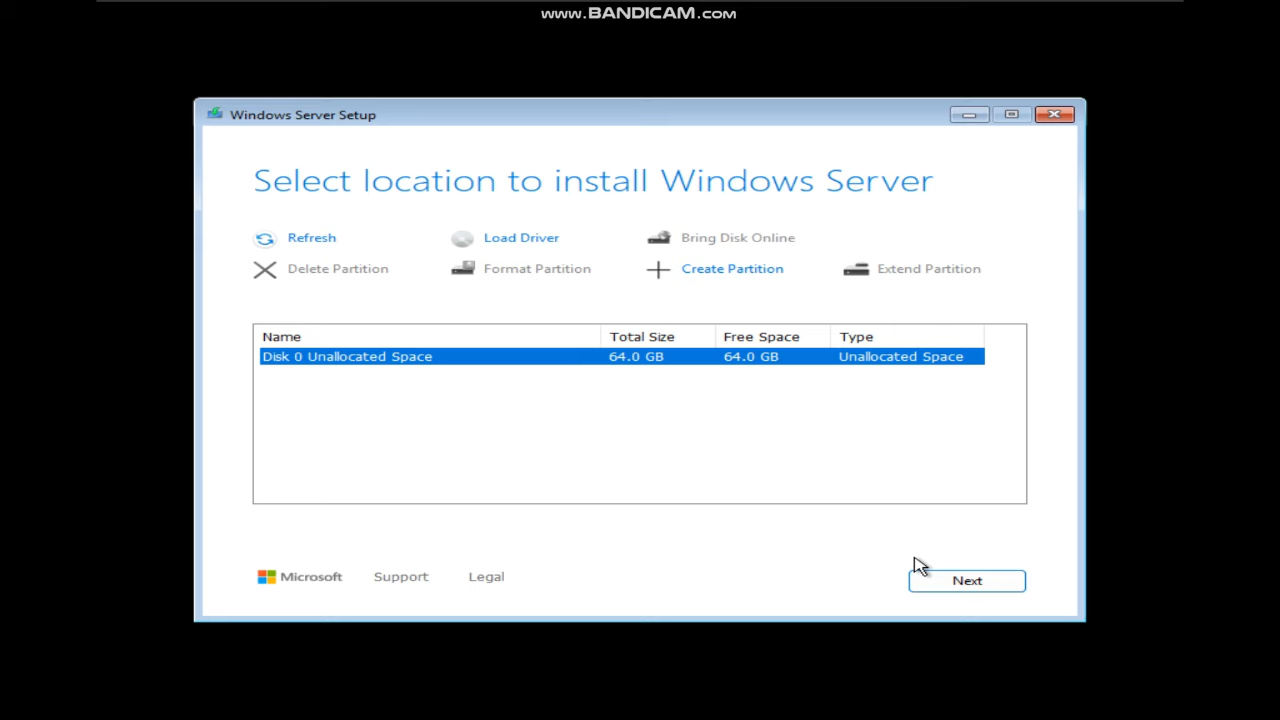 www.BANDICAM.com
Windows Server Setup
Select location to install Windows Server
Refresh Load Driver Bring Disk Online
Delete Partition Format Partition Create Partition Extend Partition
Name Total Size Free Space Type
Disk 0 Unallocated Space 64.0 GB 64.0 GB Unallocated Space
Microsoft Support Legal Next